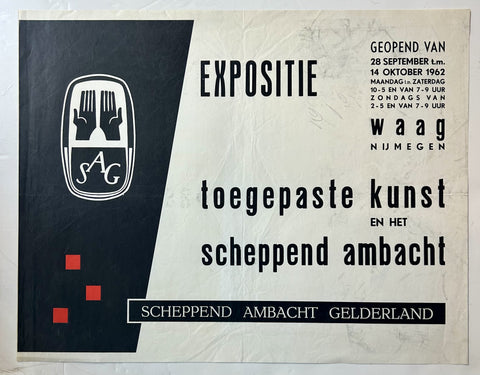 SAG
EXPOSITIE
GEOPEND VAN
28 SEPTEMBER t.m.
14 OKTOBER 1962
MAANDAG t.m. ZATERDAG
10-5 EN VAN 7-9 UUR
ZONDAGS VAN
2-5 EN VAN 7-9 UUR
waag
NIJMEGEN
toegepaste kunst
EN HET
scheppend ambacht
SCHEPPEND AMBACHT GELDERLAND